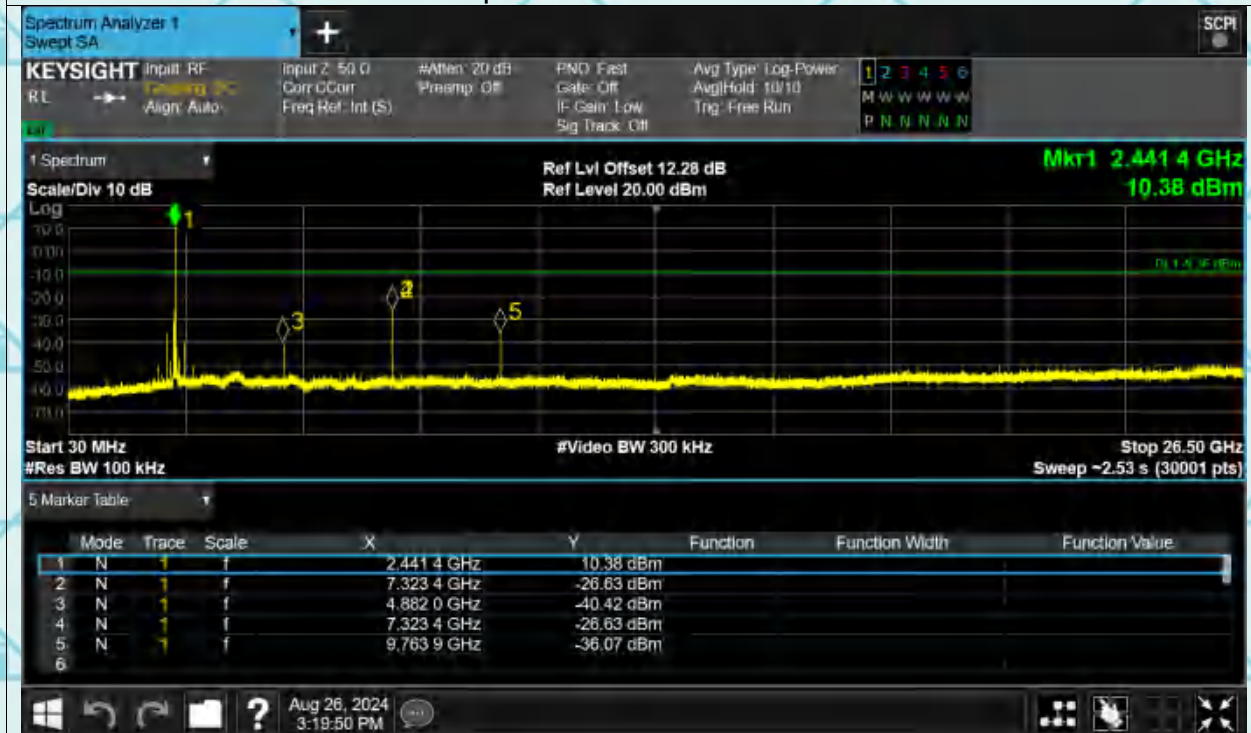 Spectrum Analyzer 1
Swept SA
+
SCPI
KEYSIGHT Input: RF
RL
Align: Auto
Input Z: 50 Ω
Corr CCorr
Freq Ref: Int (S)
#Atten: 20 dB
Preamp: Off
PNO: Fast
Gate: Off
IF Gain: Low
Sig Track: Off
Avg Type: Log-Power
Avg|Hold: 10/10
Trig: Free Run
1 2 3 4 5 6
M W W W W W
P N N N N N
1 Spectrum
Scale/Div 10 dB
Ref Lvl Offset 12.28 dB
Ref Level 20.00 dBm
Mkr1 2.441 4 GHz
10.38 dBm
Log
10.0
0.00
-10.0
-20.0
-30.0
-40.0
-50.0
-60.0
-70.0
1
3
5
Start 30 MHz
#Video BW 300 kHz
Stop 26.50 GHz
#Res BW 100 kHz
Sweep ~2.53 s (30001 pts)
5 Marker Table
Mode Trace Scale X Y Function Function Width Function Value
1 N 1 f 2.441 4 GHz 10.38 dBm
2 N 1 f 7.323 4 GHz -26.63 dBm
3 N 1 f 4.882 0 GHz -40.42 dBm
4 N 1 f 7.323 4 GHz -26.63 dBm
5 N 1 f 9.763 9 GHz -36.07 dBm
6
?
Aug 26, 2024
3:19:50 PM